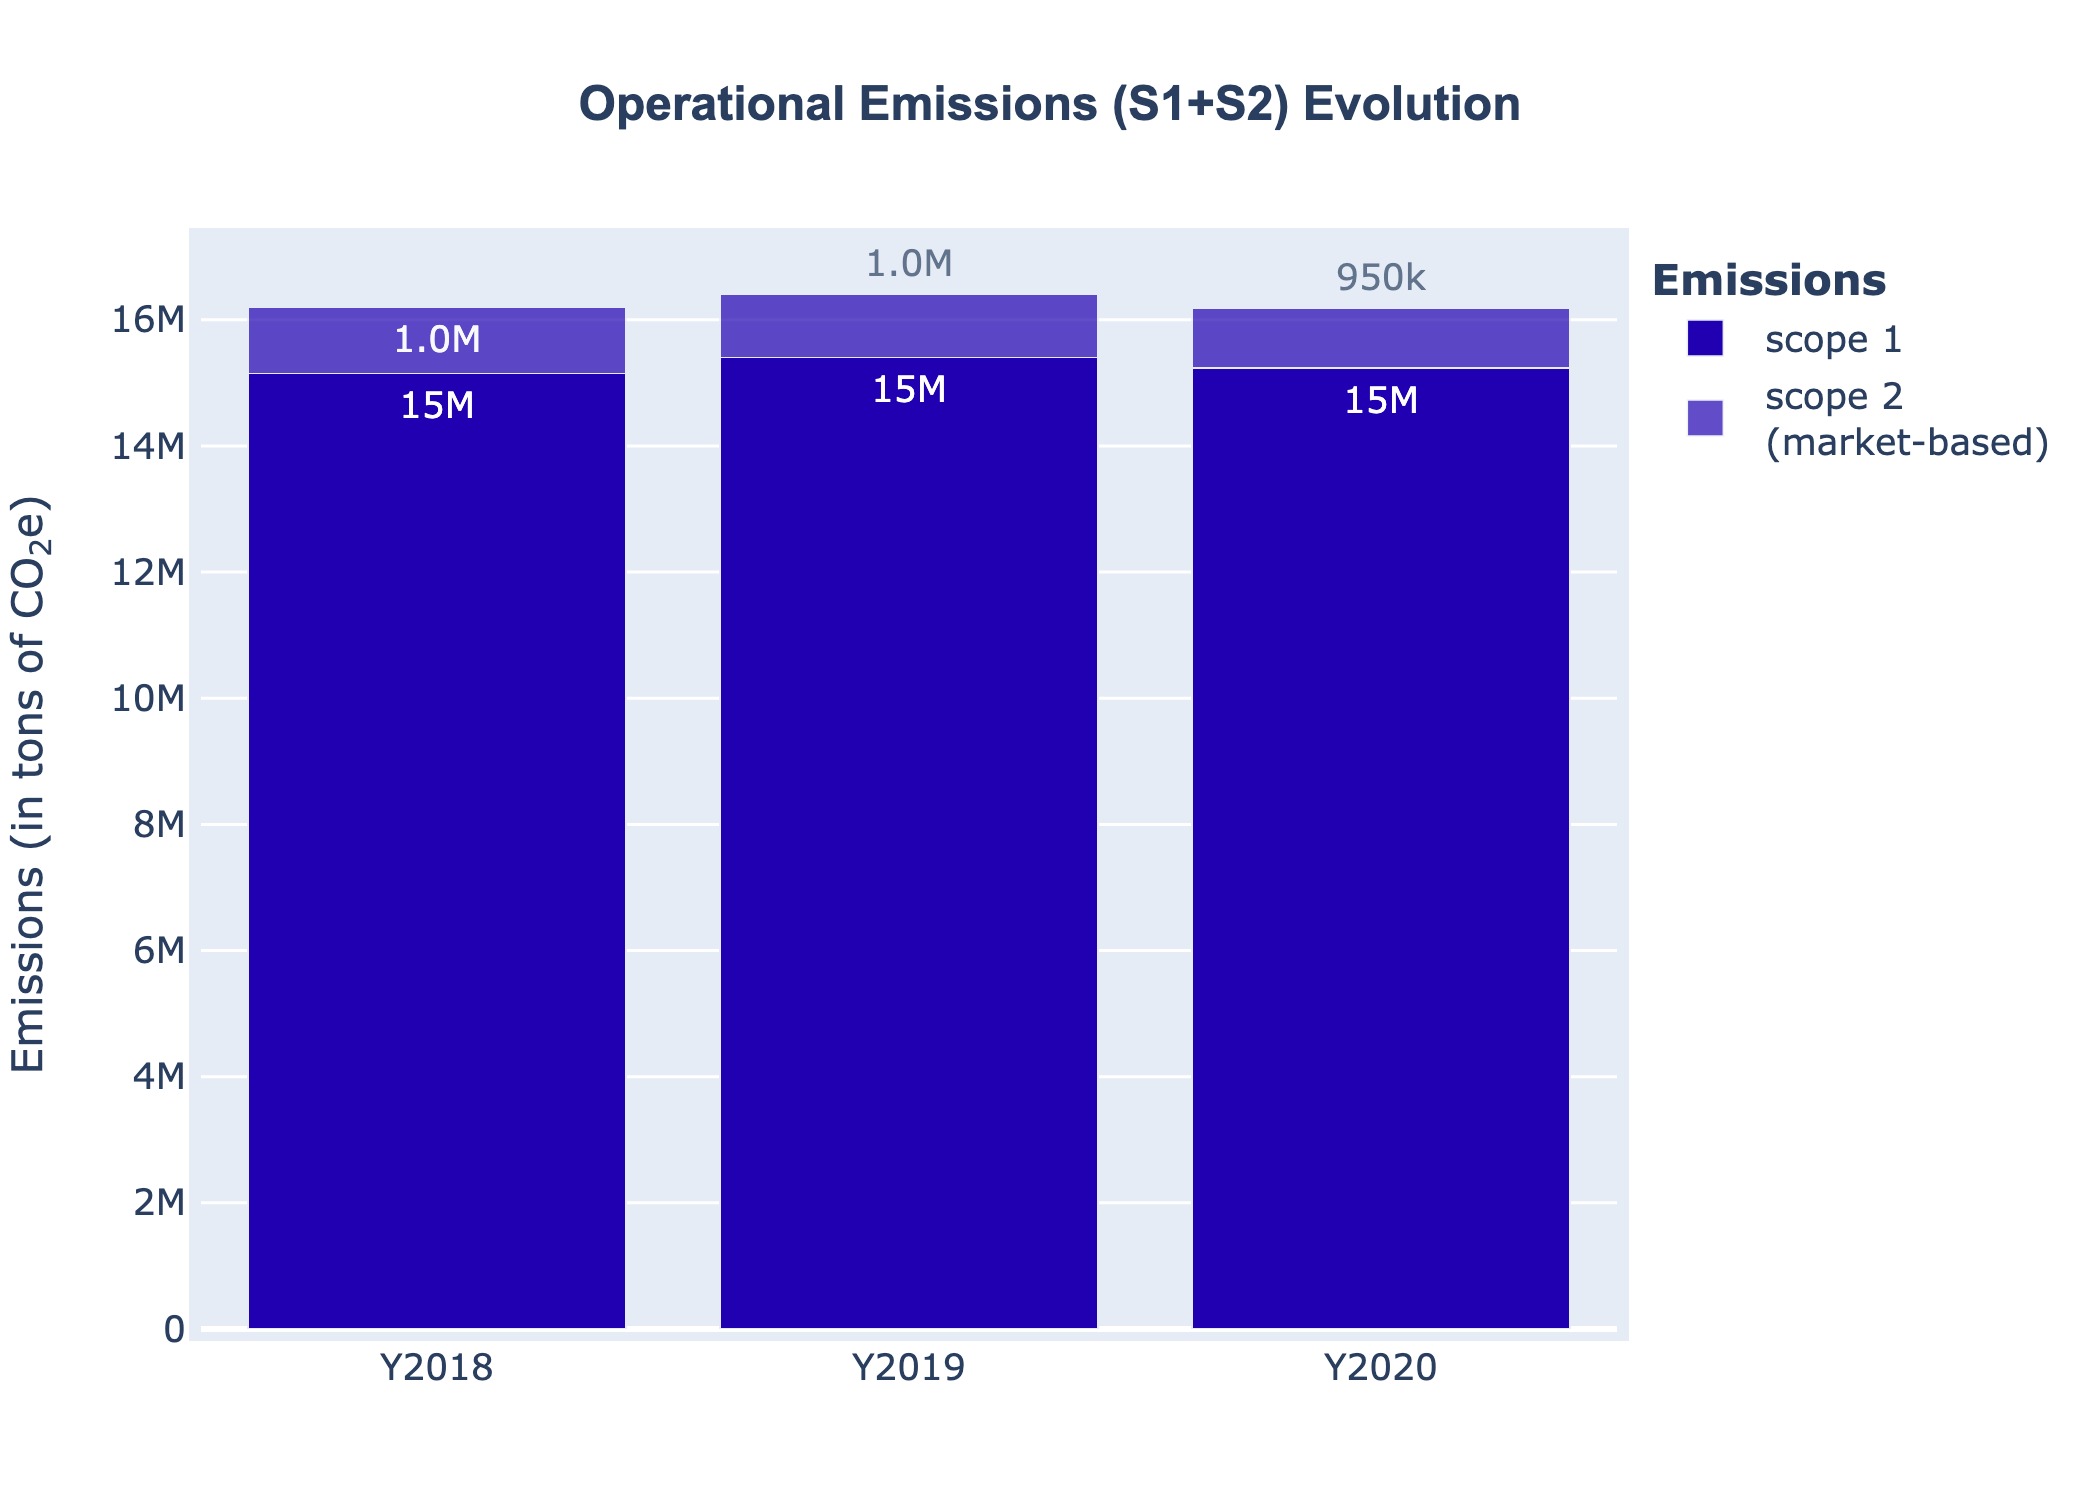 Operational Emissions (S1+S2) Evolution
Emissions (in tons of CO₂e)
16M
14M
12M
10M
8M
6M
4M
2M
0
1.0M
15M
1.0M
15M
950k
15M
Y2018
Y2019
Y2020
Emissions
scope 1
scope 2
(market-based)